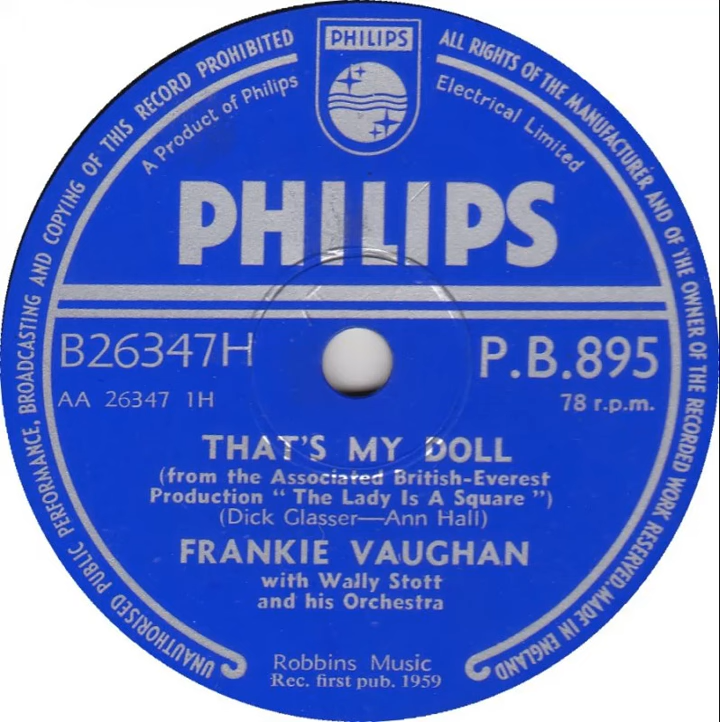 UNAUTHORISED PUBLIC PERFORMANCE, BROADCASTING AND COPYING OF THIS RECORD PROHIBITED
ALL RIGHTS OF THE MANUFACTURER AND OF THE OWNER OF THE RECORDED WORK RESERVED. MADE IN ENGLAND
PHILIPS
A Product of Philips Electrical Limited
PHILIPS
B26347H P.B.895
AA 26347 1H 78 r.p.m.
THAT'S MY DOLL
(from the Associated British-Everest
Production “ The Lady Is A Square ”)
(Dick Glasser—Ann Hall)
FRANKIE VAUGHAN
with Wally Stott
and his Orchestra
Robbins Music
Rec. first pub. 1959